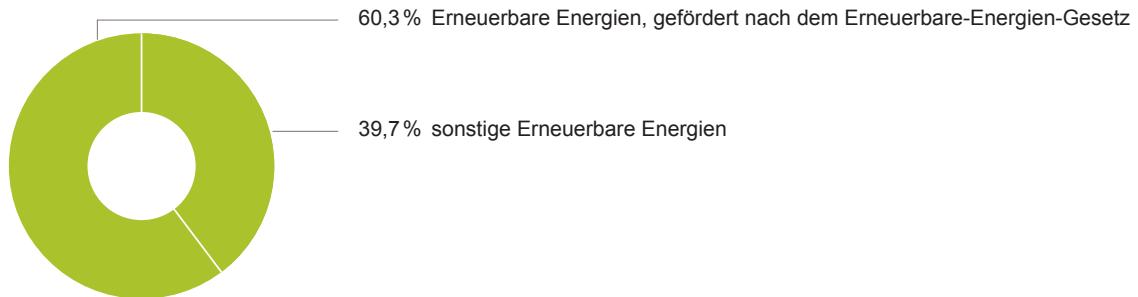 60,3 % Erneuerbare Energien, gefördert nach dem Erneuerbare-Energien-Gesetz
39,7 % sonstige Erneuerbare Energien